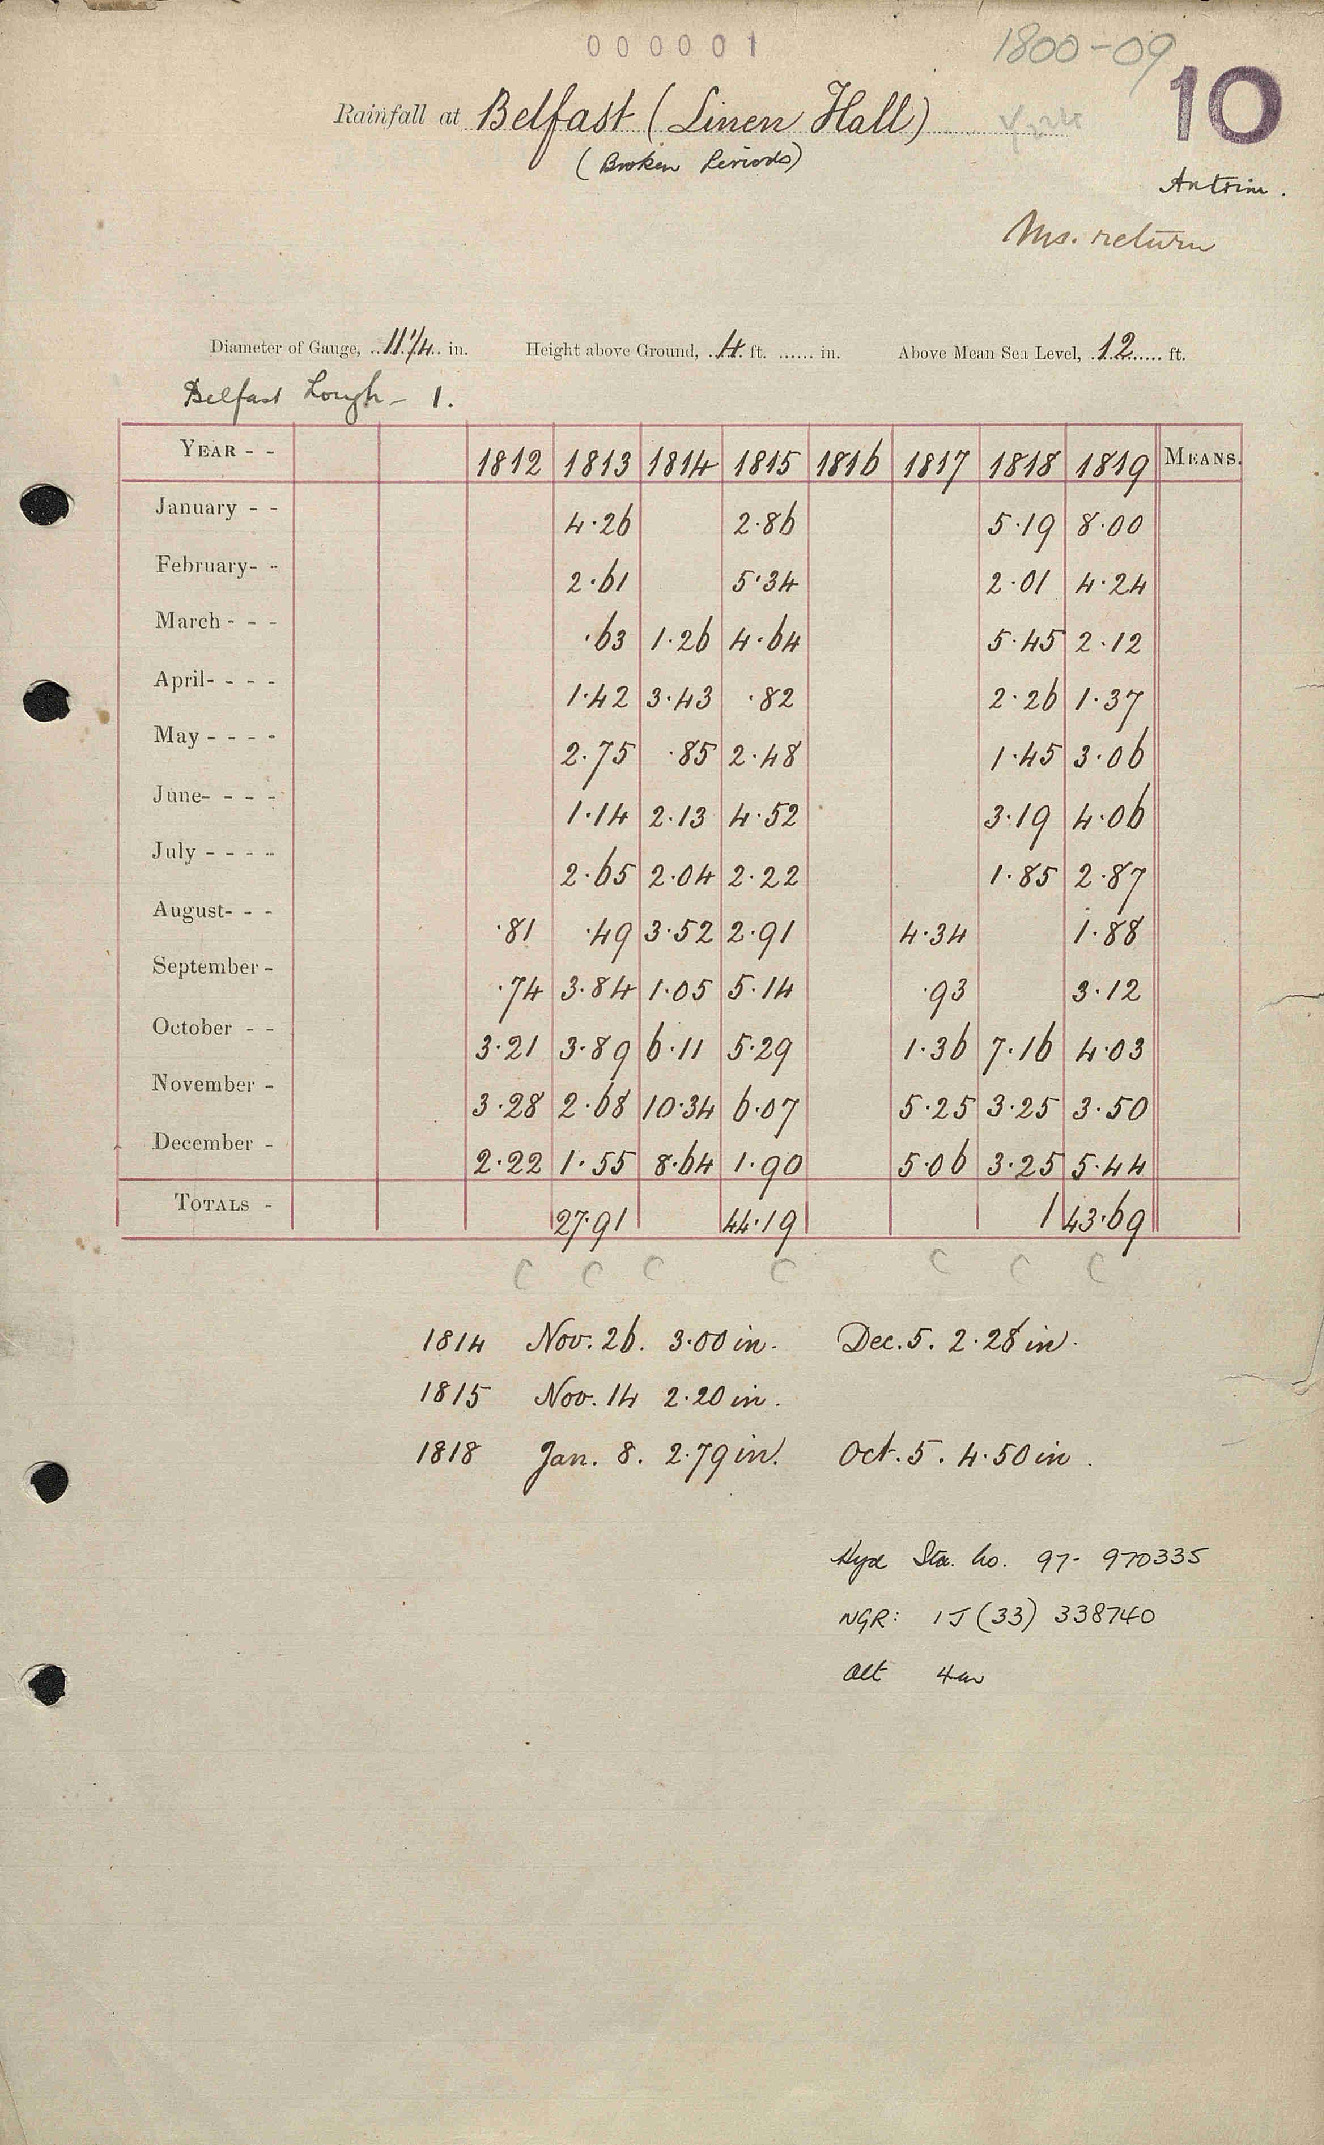 000001
1800-09
10
Rainfall at Belfast (Linen Hall)
(Broken Periods)
Antrim.
Ms. return
Diameter of Gauge, 11 1/4 in. Height above Ground, 4 ft. ...... in. Above Mean Sea Level, 12 ft.
Belfast Lough - 1.
YEAR - - 1812 1813 1814 1815 1816 1817 1818 1819 MEANS.
January - - 4.26 2.86 5.19 8.00
February- - 2.61 5.34 2.01 4.24
March - - - .63 1.26 4.64 5.45 2.12
April- - - - 1.42 3.43 .82 2.26 1.37
May - - - - 2.75 .85 2.48 1.45 3.06
June- - - - 1.14 2.13 4.52 3.19 4.06
July - - - - 2.65 2.04 2.22 1.85 2.87
August- - - .81 .49 3.52 2.91 4.34 1.88
September - .74 3.84 1.05 5.14 .93 3.12
October - - 3.21 3.89 6.11 5.29 1.36 7.16 4.03
November - 3.28 2.68 10.34 6.07 5.25 3.25 3.50
December - 2.22 1.55 8.64 1.90 5.06 3.25 5.44
TOTALS - 27.91 44.19 1 43.69
C C C C C C C
1814 Nov. 26. 3.00 in. Dec. 5. 2.28 in.
1815 Nov. 14 2.20 in.
1818 Jan. 8. 2.79 in. Oct. 5. 4.50 in.
Sta. no. 97- 970335
NGR: IJ (33) 338740
Alt 4m